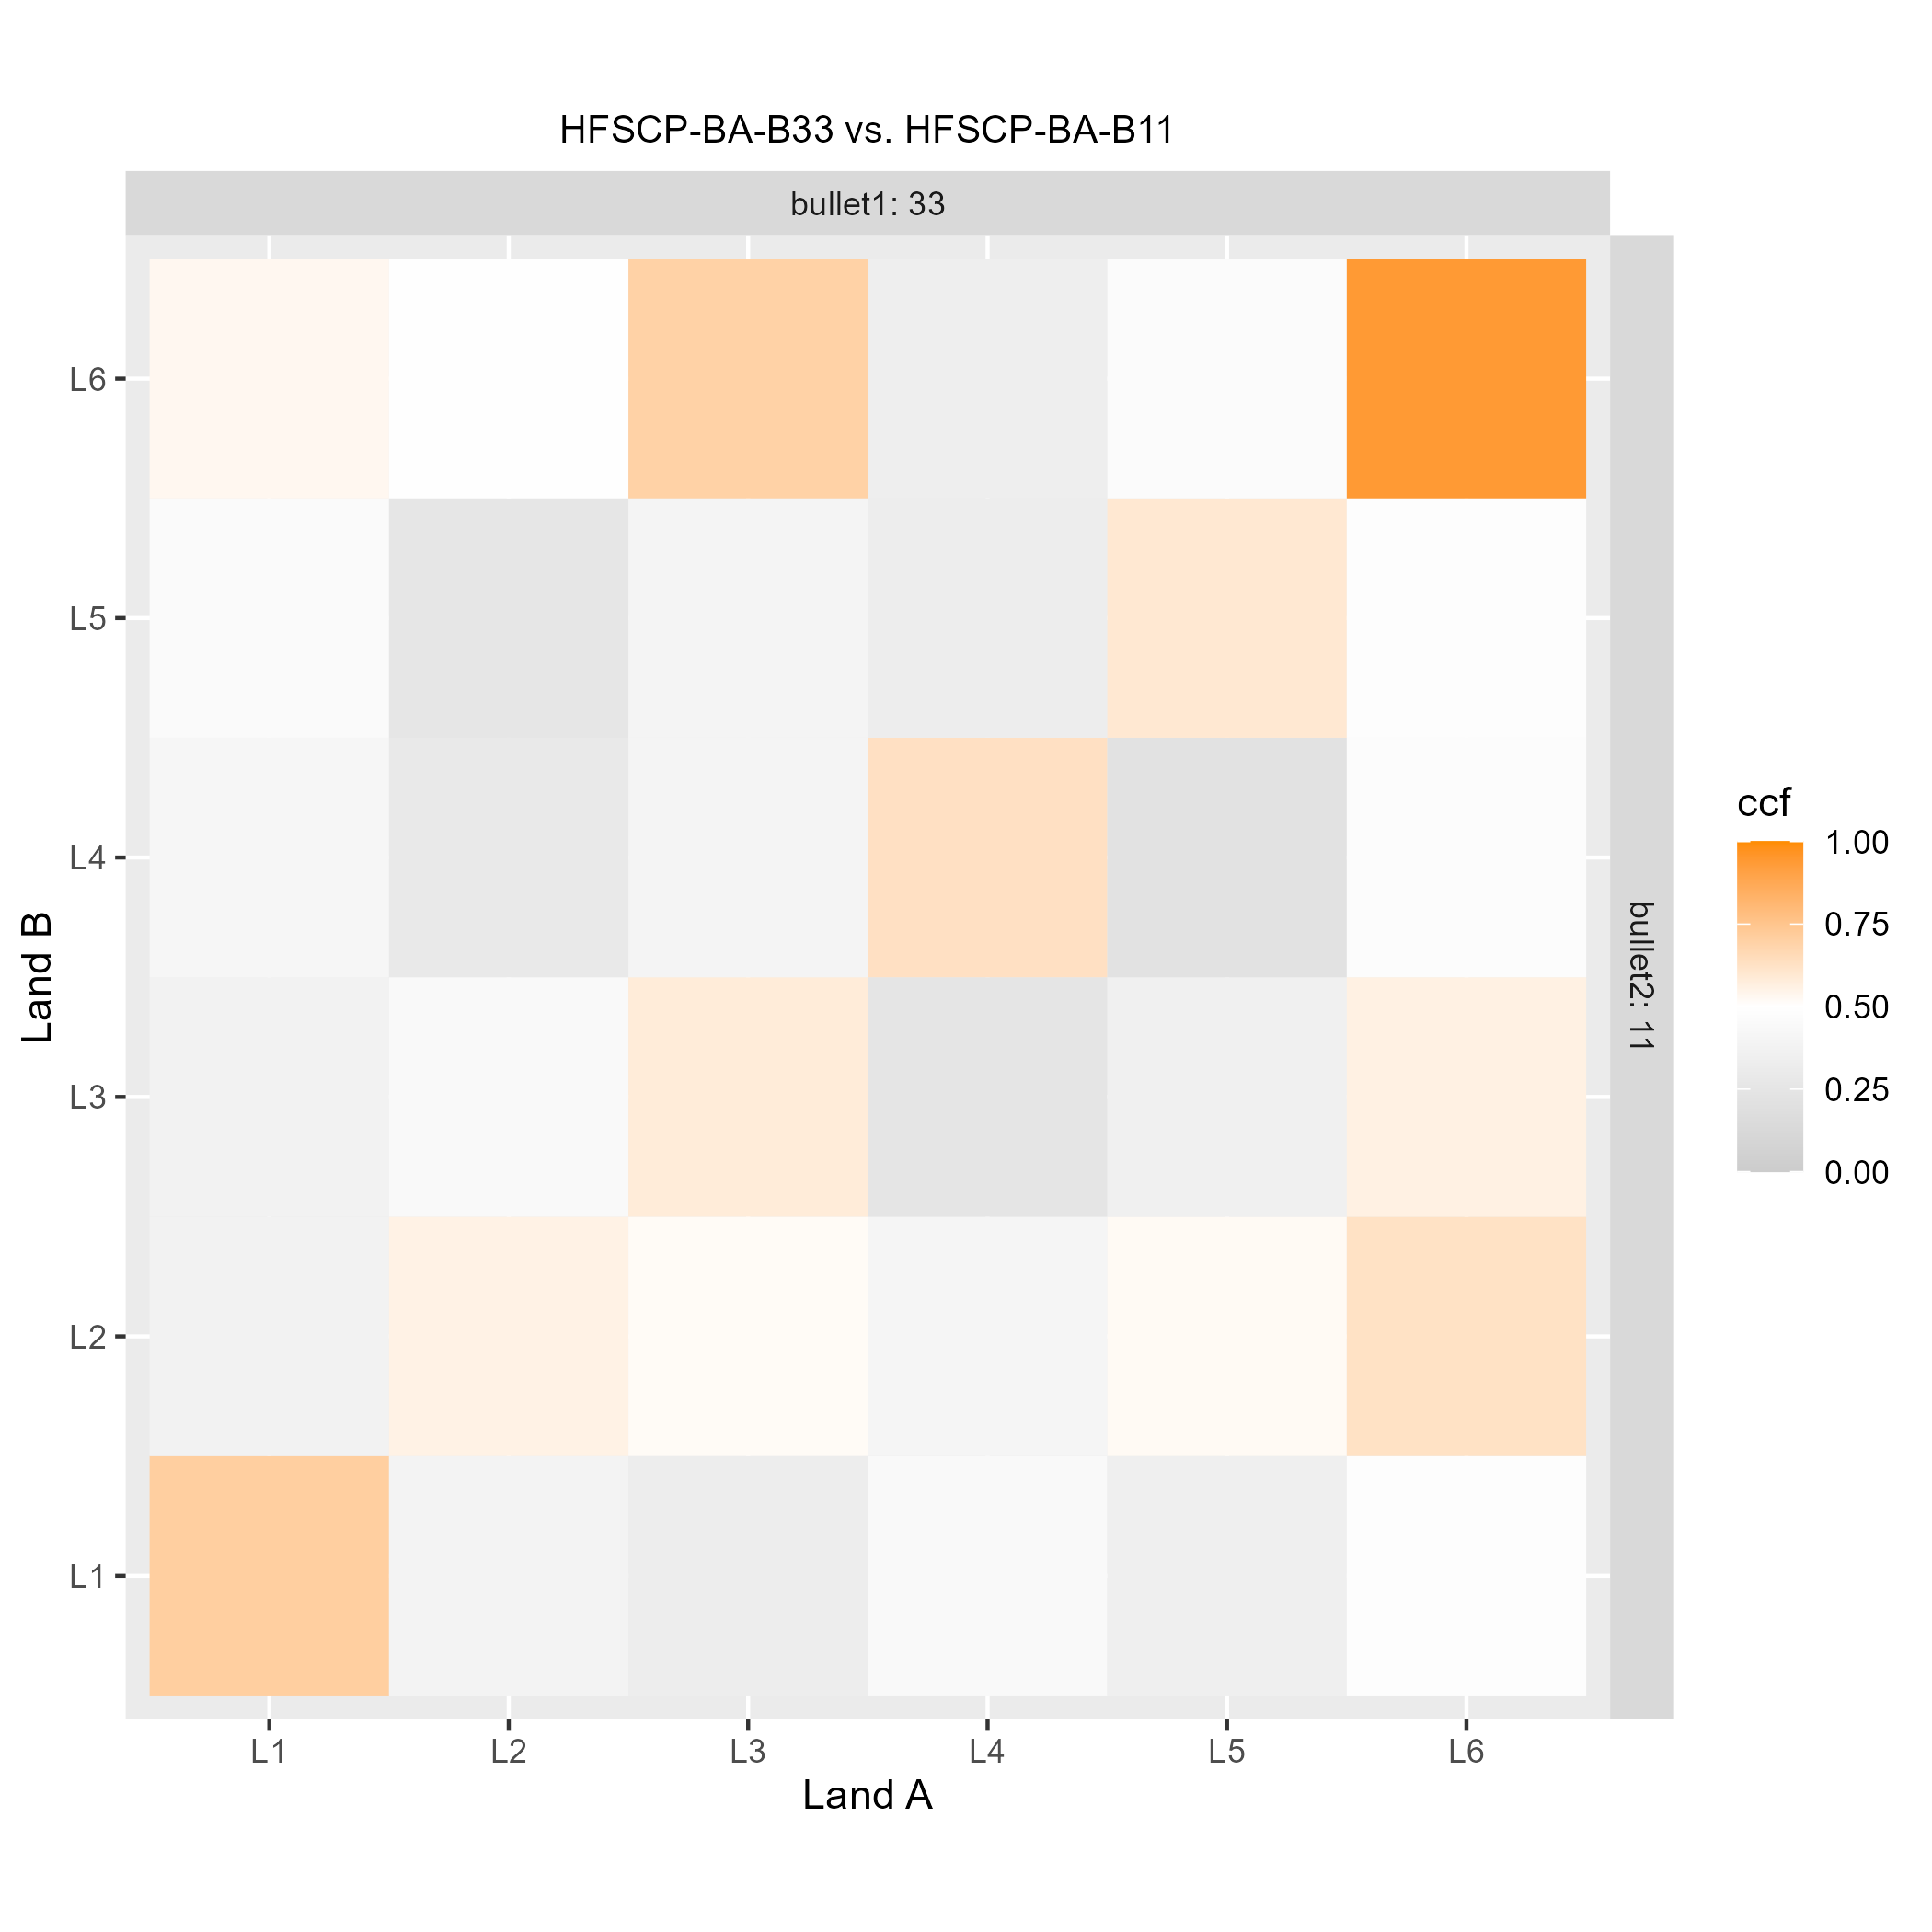 HFSCP-BA-B33 vs. HFSCP-BA-B11
bullet1: 33
L6
L5
L4
L3
L2
L1
Land B
bullet2: 11
ccf
1.00
0.75
0.50
0.25
0.00
L1 L2 L3 L4 L5 L6
Land A